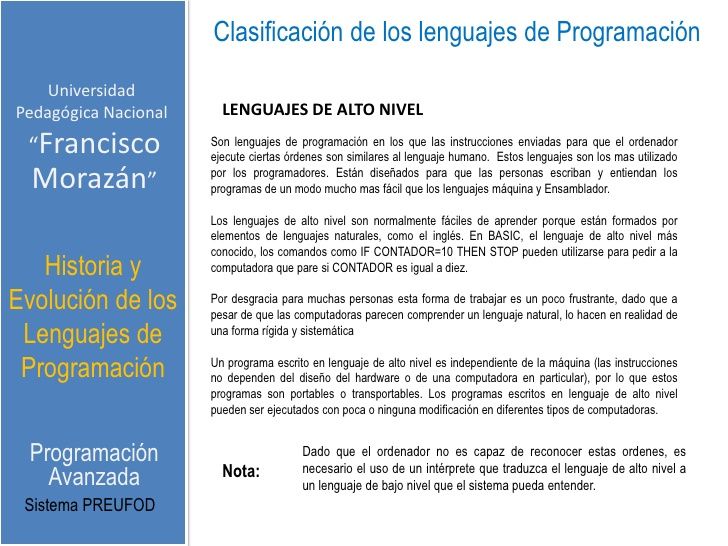 Clasificación de los lenguajes de Programación
Universidad
Pedagógica Nacional
“Francisco
Morazán”
Historia y
Evolución de los
Lenguajes de
Programación
Programación
Avanzada
Sistema PREUFOD
LENGUAJES DE ALTO NIVEL
Son lenguajes de programación en los que las instrucciones enviadas para que el ordenador
ejecute ciertas órdenes son similares al lenguaje humano. Estos lenguajes son los mas utilizado
por los programadores. Están diseñados para que las personas escriban y entiendan los
programas de un modo mucho mas fácil que los lenguajes máquina y Ensamblador.
Los lenguajes de alto nivel son normalmente fáciles de aprender porque están formados por
elementos de lenguajes naturales, como el inglés. En BASIC, el lenguaje de alto nivel más
conocido, los comandos como IF CONTADOR=10 THEN STOP pueden utilizarse para pedir a la
computadora que pare si CONTADOR es igual a diez.
Por desgracia para muchas personas esta forma de trabajar es un poco frustrante, dado que a
pesar de que las computadoras parecen comprender un lenguaje natural, lo hacen en realidad de
una forma rígida y sistemática
Un programa escrito en lenguaje de alto nivel es independiente de la máquina (las instrucciones
no dependen del diseño del hardware o de una computadora en particular), por lo que estos
programas son portables o transportables. Los programas escritos en lenguaje de alto nivel
pueden ser ejecutados con poca o ninguna modificación en diferentes tipos de computadoras.
Nota:
Dado que el ordenador no es capaz de reconocer estas ordenes, es
necesario el uso de un intérprete que traduzca el lenguaje de alto nivel a
un lenguaje de bajo nivel que el sistema pueda entender.